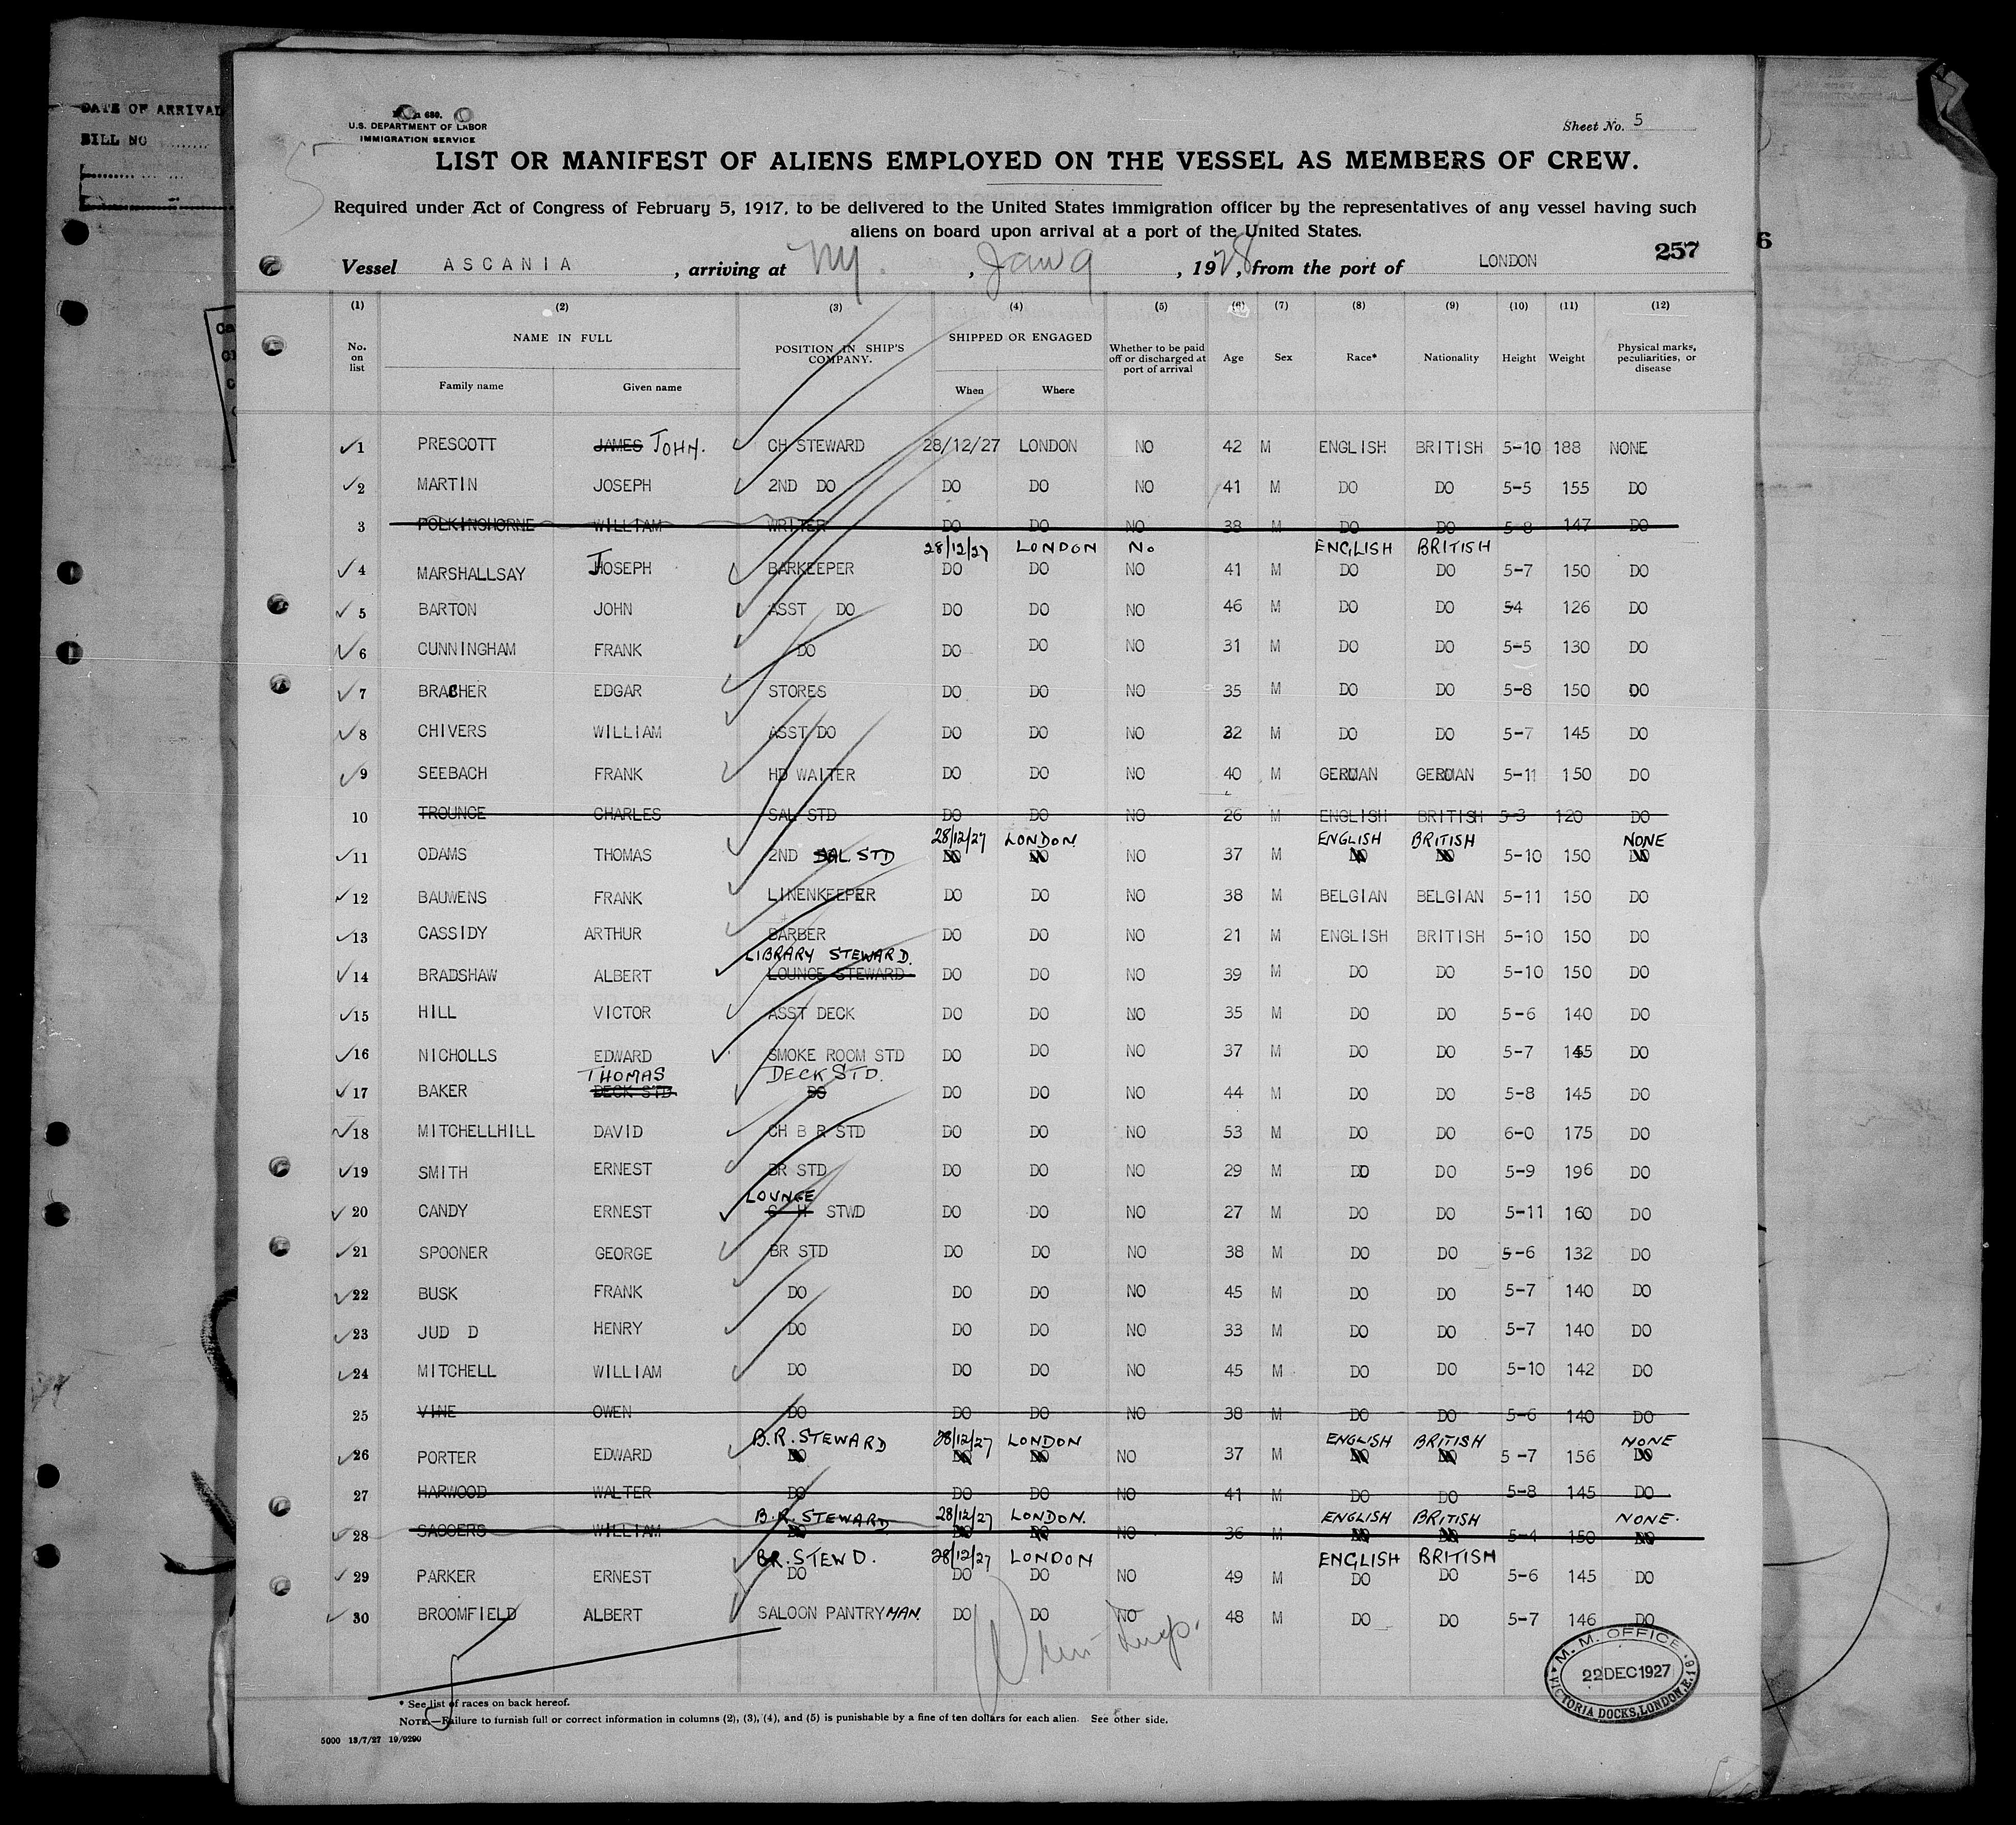 DATE OF ARRIVAL
BILL NO
U.S. DEPARTMENT OF LABOR
IMMIGRATION SERVICE
Sheet No. 5
LIST OR MANIFEST OF ALIENS EMPLOYED ON THE VESSEL AS MEMBERS OF CREW.
Required under Act of Congress of February 5, 1917, to be delivered to the United States immigration officer by the representatives of any vessel having such
aliens on board upon arrival at a port of the United States.
257
6
Vessel ASCANIA, arriving at NY., Jan 9, 1928, from the port of LONDON
(1) (2) (3) (4) (5) (6) (7) (8) (9) (10) (11) (12)
No. on list NAME IN FULL POSITION IN SHIP'S COMPANY. SHIPPED OR ENGAGED Whether to be paid off or discharged at port of arrival Age Sex Race* Nationality Height Weight Physical marks, peculiarities, or disease
Family name Given name When Where
1 PRESCOTT JAMES JOHN. CH STEWARD 28/12/27 LONDON NO 42 M ENGLISH BRITISH 5-10 188 NONE
2 MARTIN JOSEPH 2ND DO DO DO NO 41 M DO DO 5-5 155 DO
3 POLKINSHORNE WILLIAM WRITER DO DO NO 38 M DO DO 5-8 147 DO
28/12/27 LONDON No ENGLISH BRITISH
4 MARSHALLSAY JOSEPH BARKEEPER DO DO NO 41 M DO DO 5-7 150 DO
5 BARTON JOHN ASST DO DO DO NO 46 M DO DO 5-4 126 DO
6 CUNNINGHAM FRANK DO DO DO NO 31 M DO DO 5-5 130 DO
7 BRACHER EDGAR STORES DO DO NO 35 M DO DO 5-8 150 DO
8 CHIVERS WILLIAM ASST DO DO DO NO 32 M DO DO 5-7 145 DO
9 SEEBACH FRANK HD WAITER DO DO NO 40 M GERMAN GERMAN 5-11 150 DO
10 TROUNCE CHARLES SAL STD DO DO NO 26 M ENGLISH BRITISH 5-3 120 DO
28/12/27 LONDON ENGLISH BRITISH NONE
11 ODAMS THOMAS 2ND SAL. STD DO DO NO 37 M DO DO 5-10 150 DO
12 BAUWENS FRANK LINENKEEPER DO DO NO 38 M BELGIAN BELGIAN 5-11 150 DO
13 CASSIDY ARTHUR BARBER DO DO NO 21 M ENGLISH BRITISH 5-10 150 DO
LIBRARY STEWARD.
14 BRADSHAW ALBERT LOUNGE STEWARD DO DO NO 39 M DO DO 5-10 150 DO
15 HILL VICTOR ASST DECK DO DO NO 35 M DO DO 5-6 140 DO
16 NICHOLLS EDWARD SMOKE ROOM STD DO DO NO 37 M DO DO 5-7 145 DO
THOMAS DECK STD.
17 BAKER DECK STD DO DO DO NO 44 M DO DO 5-8 145 DO
18 MITCHELLHILL DAVID CH B R STD DO DO NO 53 M DO DO 6-0 175 DO
19 SMITH ERNEST BR STD DO DO NO 29 M DO DO 5-9 196 DO
LOUNGE
20 CANDY ERNEST STWD DO DO NO 27 M DO DO 5-11 160 DO
21 SPOONER GEORGE BR STD DO DO NO 38 M DO DO 5-6 132 DO
22 BUSK FRANK DO DO DO NO 45 M DO DO 5-7 140 DO
23 JUD D HENRY DO DO DO NO 33 M DO DO 5-7 140 DO
24 MITCHELL WILLIAM DO DO DO NO 45 M DO DO 5-10 142 DO
25 VINE OWEN DO DO DO NO 38 M DO DO 5-6 140 DO
B.R. STEWARD 28/12/27 LONDON ENGLISH BRITISH NONE
26 PORTER EDWARD DO DO DO NO 37 M DO DO 5-7 156 DO
27 HARWOOD WALTER DO DO DO NO 41 M DO DO 5-8 145 DO
B.R. STEWARD 28/12/27 LONDON. ENGLISH BRITISH NONE.
28 SAGGERS WILLIAM DO DO DO NO 36 M DO DO 5-4 150 DO
BR. STEWD. 28/12/27 LONDON ENGLISH BRITISH
29 PARKER ERNEST DO DO DO NO 49 M DO DO 5-6 145 DO
30 BROOMFIELD ALBERT SALOON PANTRYMAN. DO DO NO 48 M DO DO 5-7 146 DO
M. M. OFFICE
22 DEC 1927
VICTORIA DOCKS, LONDON, E.16
* See list of races on back hereof.
NOTE.—Failure to furnish full or correct information in columns (2), (3), (4), and (5) is punishable by a fine of ten dollars for each alien. See other side.
5000 13/7/27 19/9290